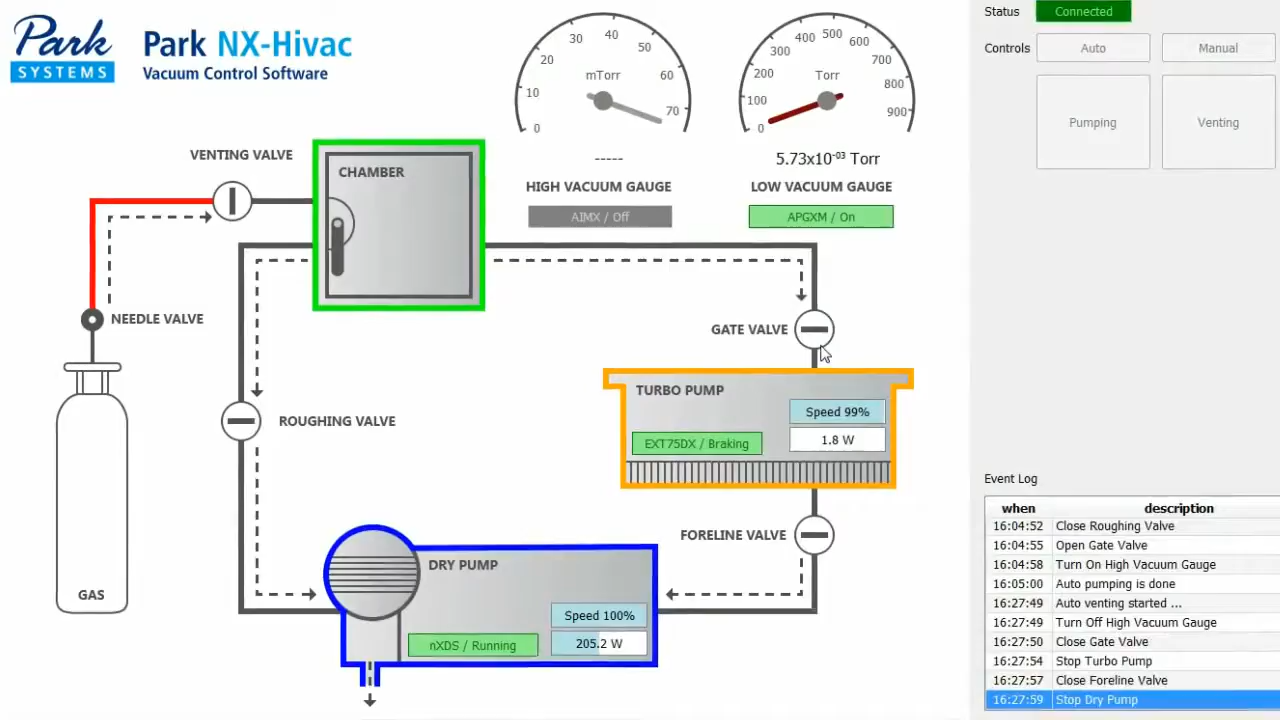 Park
SYSTEMS
Park NX-Hivac
Vacuum Control Software
0 10 20 30 40 50 60 70
mTorr
-----
HIGH VACUUM GAUGE
AIMX / Off
0 100 200 300 400 500 600 700 800 900
Torr
5.73x10⁻⁰³ Torr
LOW VACUUM GAUGE
APGXM / On
Status Connected
Controls Auto Manual
Pumping Venting
VENTING VALVE
CHAMBER
NEEDLE VALVE
GATE VALVE
ROUGHING VALVE
TURBO PUMP
Speed 99%
EXT75DX / Braking
1.8 W
FORELINE VALVE
DRY PUMP
Speed 100%
nXDS / Running
205.2 W
GAS
Event Log
when description
16:04:52 Close Roughing Valve
16:04:55 Open Gate Valve
16:04:58 Turn On High Vacuum Gauge
16:05:00 Auto pumping is done
16:27:49 Auto venting started ...
16:27:49 Turn Off High Vacuum Gauge
16:27:50 Close Gate Valve
16:27:54 Stop Turbo Pump
16:27:57 Close Foreline Valve
16:27:59 Stop Dry Pump